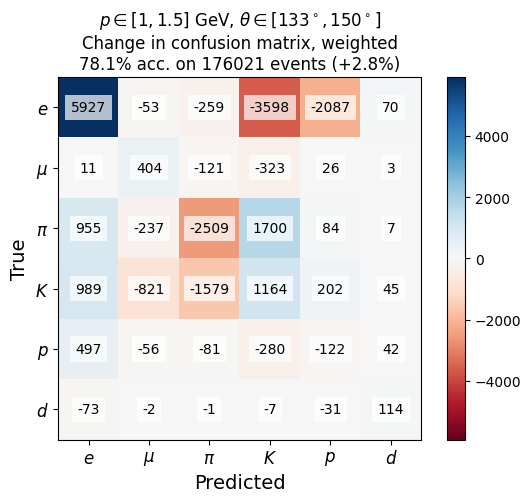 p ∈ [1, 1.5] GeV, θ ∈ [133°, 150°]
Change in confusion matrix, weighted
78.1% acc. on 176021 events (+2.8%)
True
e 5927 -53 -259 -3598 -2087 70
μ 11 404 -121 -323 26 3
π 955 -237 -2509 1700 84 7
K 989 -821 -1579 1164 202 45
p 497 -56 -81 -280 -122 42
d -73 -2 -1 -7 -31 114
e μ π K p d
Predicted
4000
2000
0
−2000
−4000